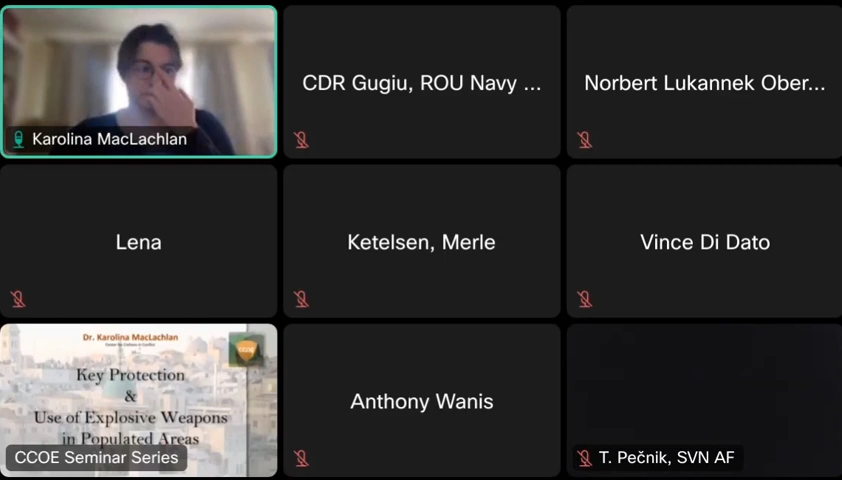 CDR Gugiu, ROU Navy ...
Norbert Lukannek Ober...
Karolina MacLachlan
Lena
Ketelsen, Merle
Vince Di Dato
Dr. Karolina MacLachlan
Key Protection
&
Use of Explosive Weapons
in Populated Areas
CCOE Seminar Series
Anthony Wanis
T. Pečnik, SVN AF